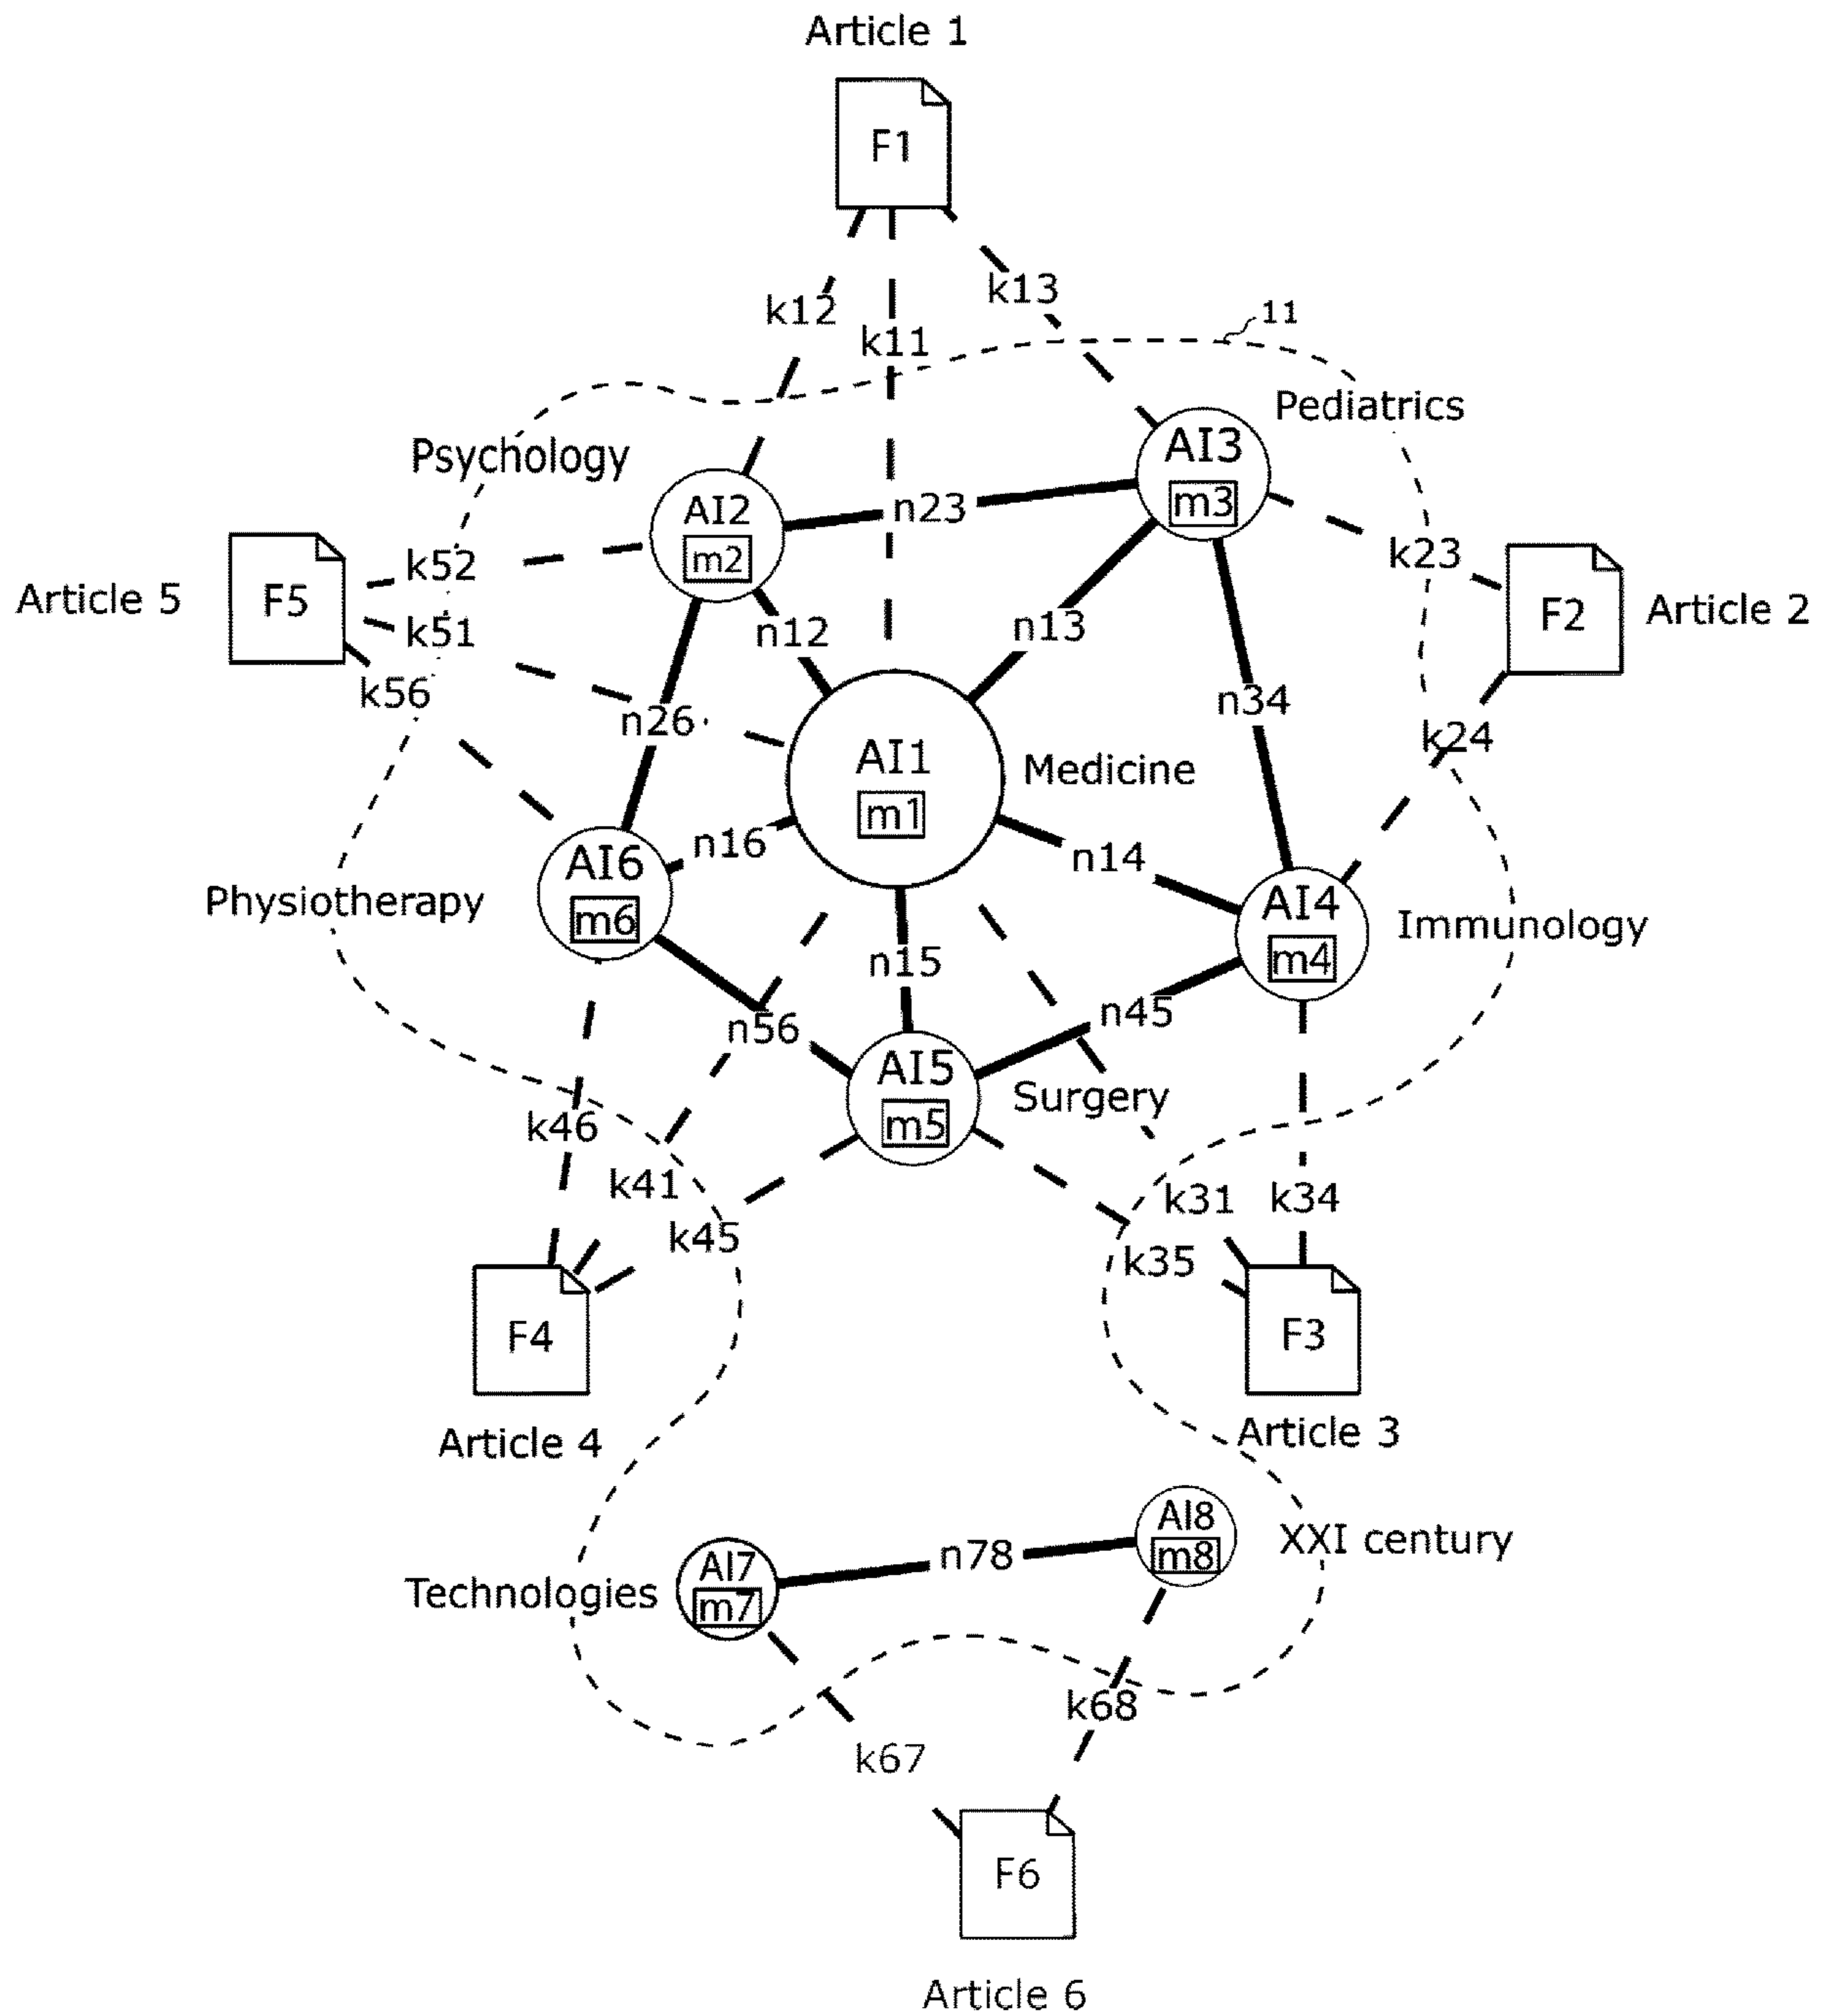 Article 1
F1
k12
k13
11
k11
Pediatrics
Psychology
AI3
m3
AI2
m2
n23
k52
k23
F5
Article 5
F2
Article 2
k51
n12
n13
k56
n26
n34
k24
AI1
m1
Medicine
n16
n14
AI6
m6
Physiotherapy
AI4
m4
Immunology
n15
n56
n45
AI5
m5
Surgery
k46
k41
k31
k34
k45
k35
F4
F3
Article 4
Article 3
AI8
m8
XXI century
n78
AI7
m7
Technologies
k68
k67
F6
Article 6